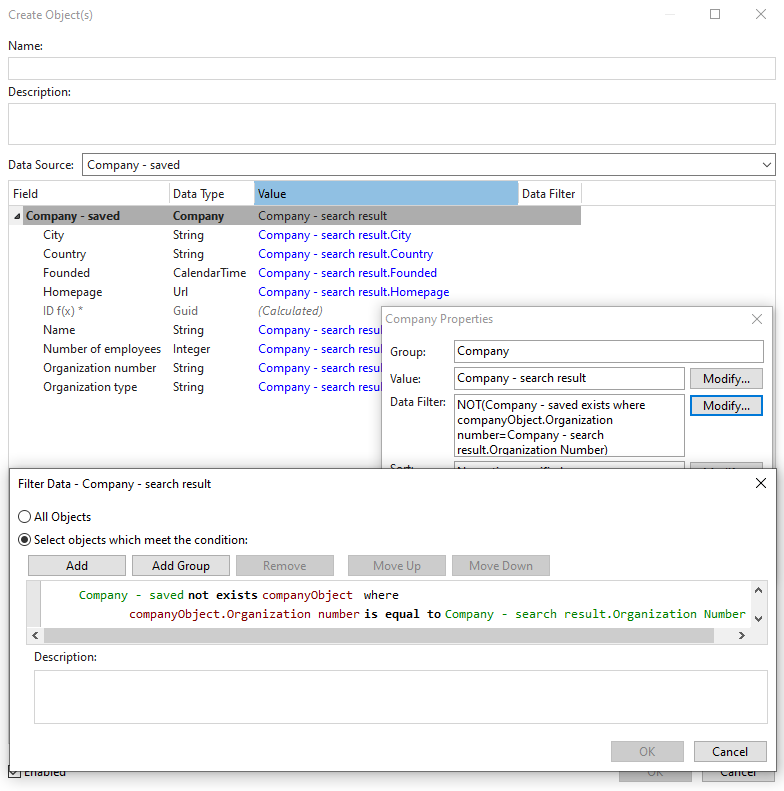 Create Object(s)
Name:
Description:
Data Source: Company - saved
Field Data Type Value Data Filter
Company - saved Company Company - search result
City String Company - search result.City
Country String Company - search result.Country
Founded CalendarTime Company - search result.Founded
Homepage Url Company - search result.Homepage
ID f(x) * Guid (Calculated)
Name String Company - search resu
Number of employees Integer Company - search resu
Organization number String Company - search resu
Organization type String Company - search resu
Company Properties
Group: Company
Value: Company - search result Modify...
Data Filter: NOT(Company - saved exists where Modify...
companyObject.Organization
number=Company - search
result.Organization Number)
Filter Data - Company - search result
All Objects
Select objects which meet the condition:
Add Add Group Remove Move Up Move Down
Company - saved not exists companyObject where
companyObject.Organization number is equal to Company - search result.Organization Number
Description:
OK Cancel
Enabled OK Cancel